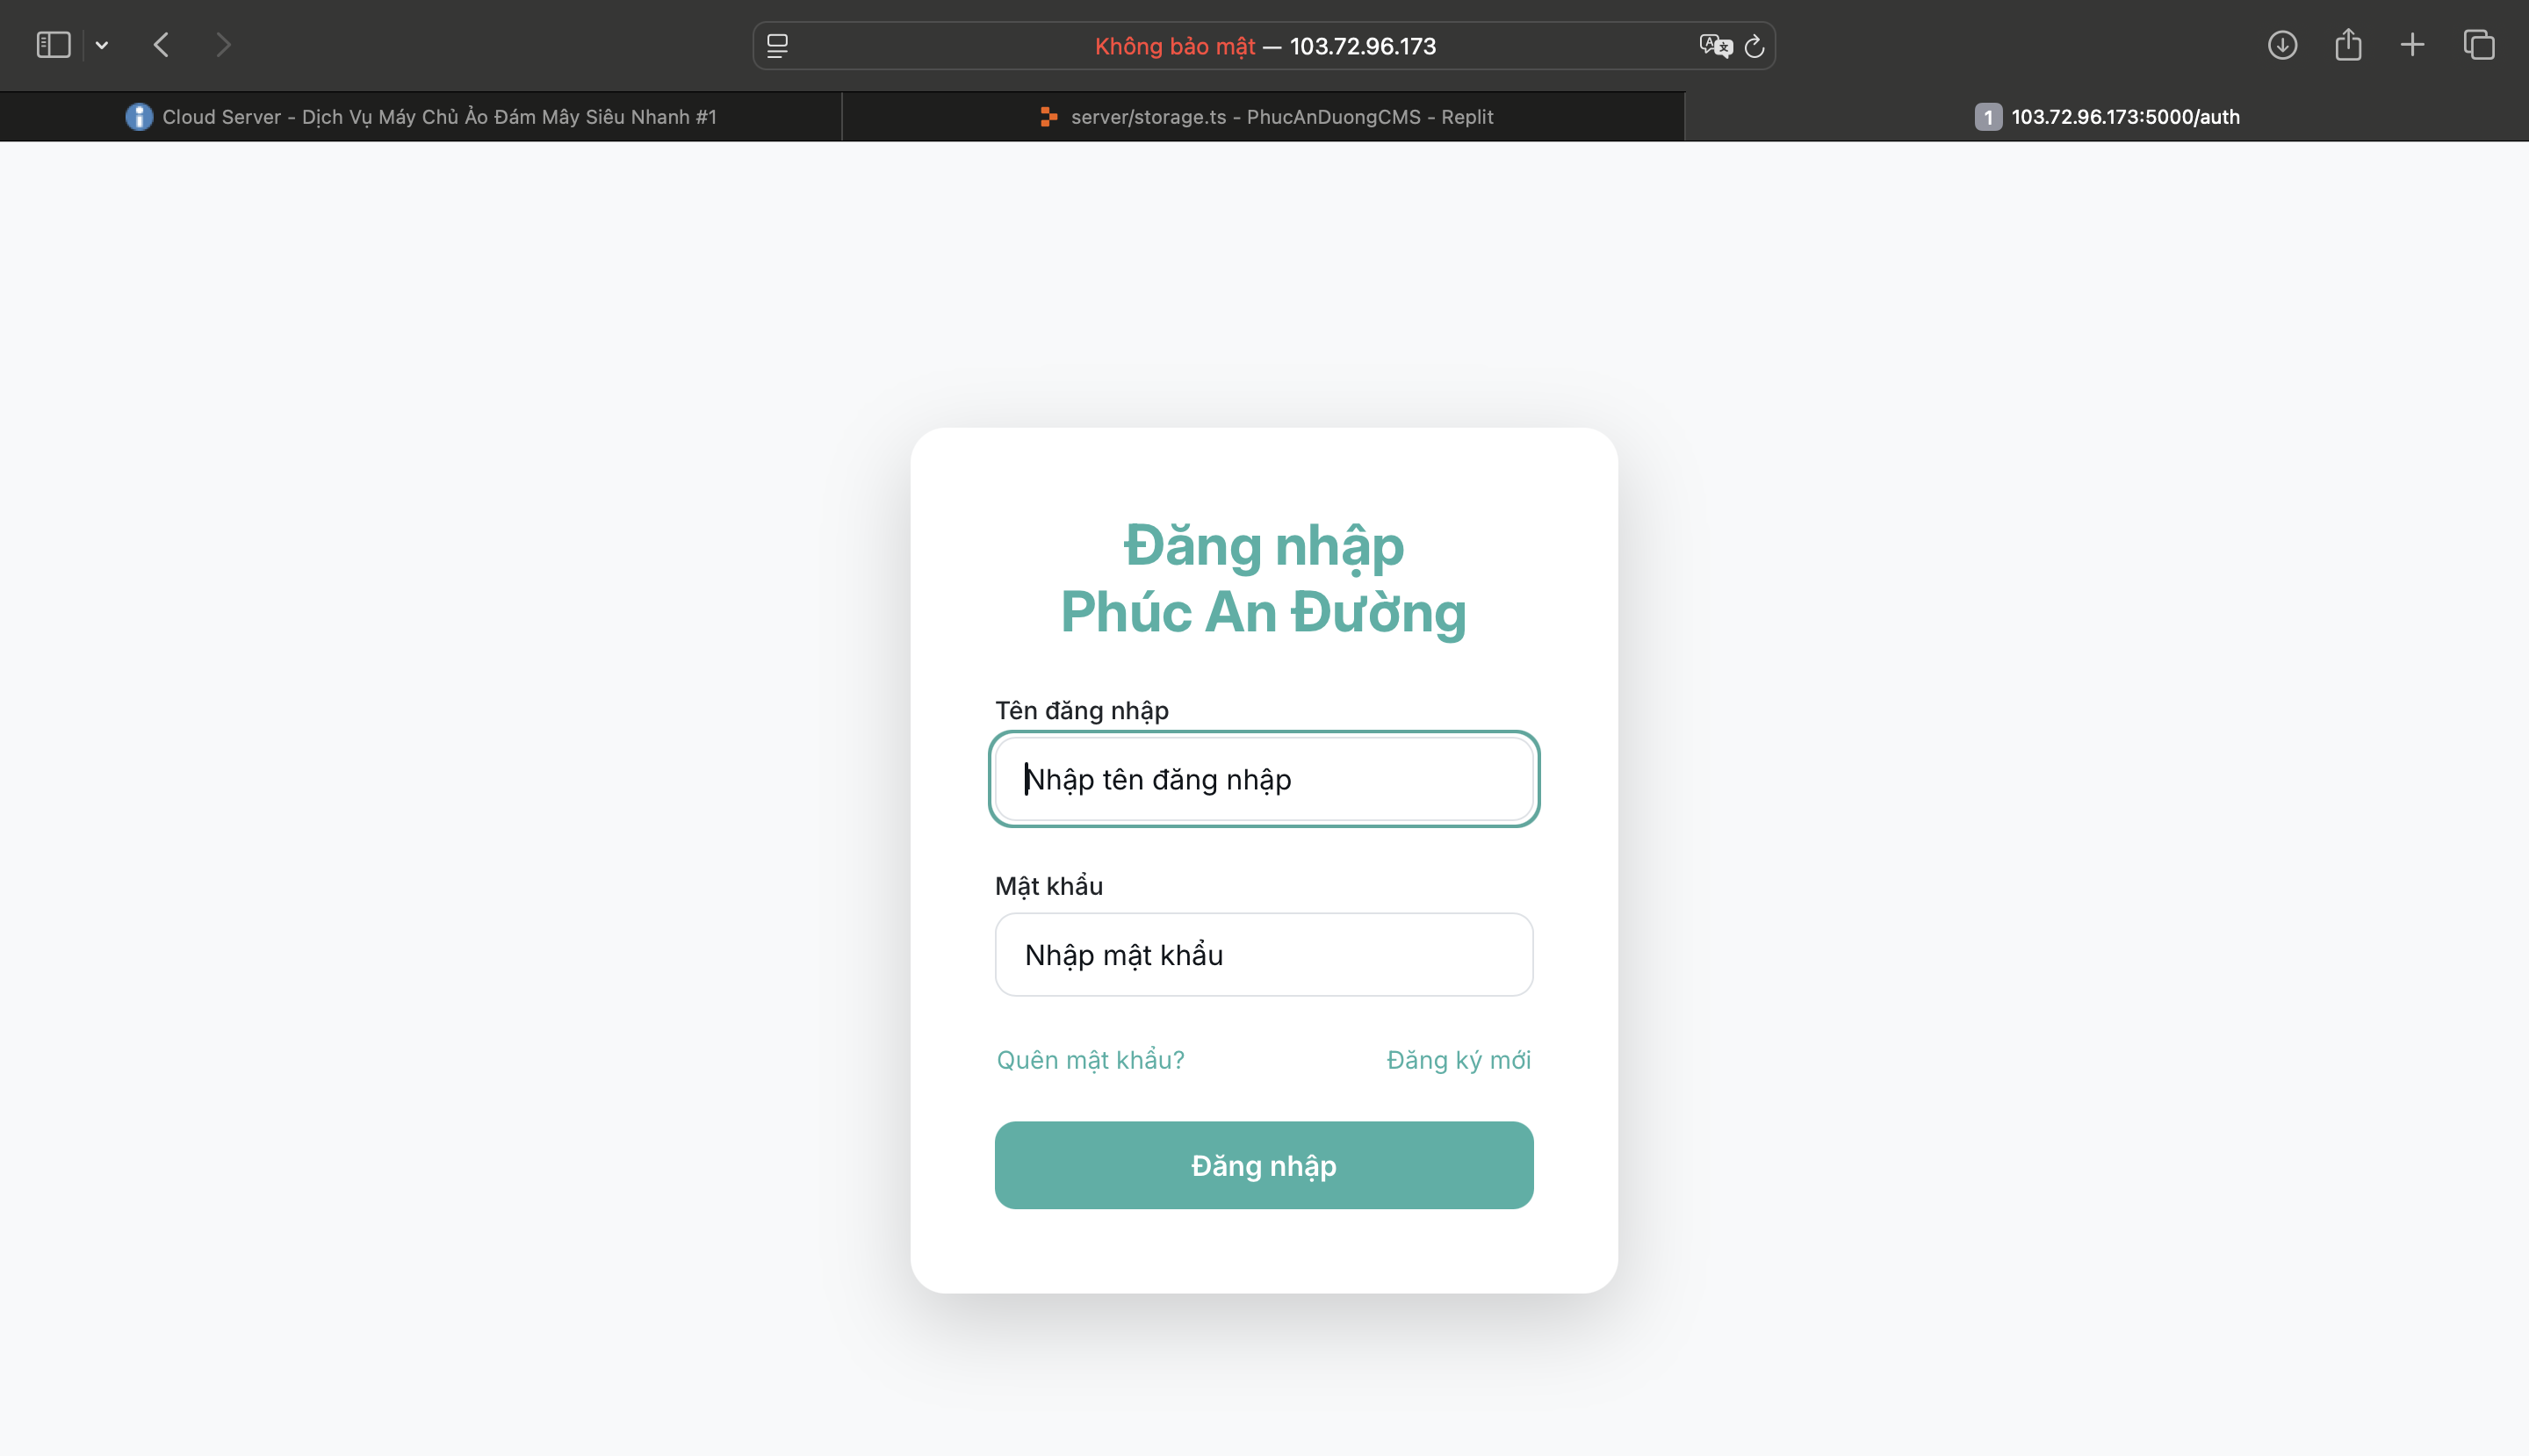 Không bảo mật — 103.72.96.173
Cloud Server - Dịch Vụ Máy Chủ Ảo Đám Mây Siêu Nhanh #1
server/storage.ts - PhucAnDuongCMS - Replit
1 103.72.96.173:5000/auth
Đăng nhập
Phúc An Đường
Tên đăng nhập
Nhập tên đăng nhập
Mật khẩu
Nhập mật khẩu
Quên mật khẩu?
Đăng ký mới
Đăng nhập